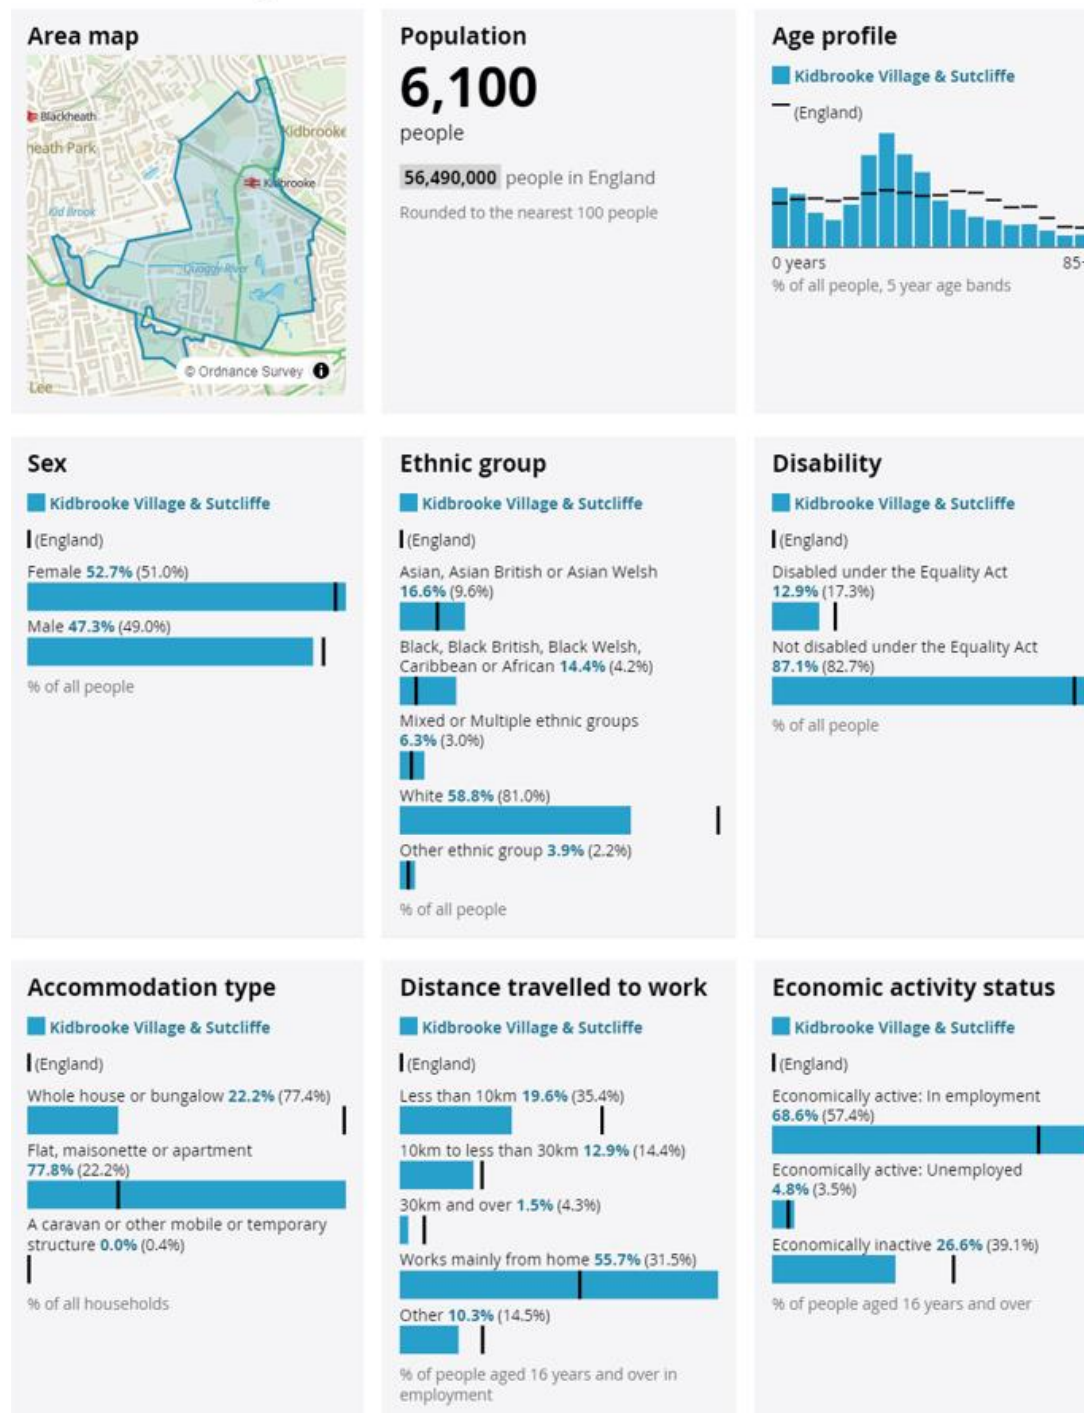 Area map
Blackheath
heath Park
Kidbrooke
Kidbrooke
Kid Brook
Quaggy River
Lee
© Ordnance Survey
Population
6,100
people
56,490,000 people in England
Rounded to the nearest 100 people
Age profile
Kidbrooke Village & Sutcliffe
(England)
0 years
85+
% of all people, 5 year age bands
Sex
Kidbrooke Village & Sutcliffe
(England)
Female 52.7% (51.0%)
Male 47.3% (49.0%)
% of all people
Ethnic group
Kidbrooke Village & Sutcliffe
(England)
Asian, Asian British or Asian Welsh
16.6% (9.6%)
Black, Black British, Black Welsh,
Caribbean or African 14.4% (4.2%)
Mixed or Multiple ethnic groups
6.3% (3.0%)
White 58.8% (81.0%)
Other ethnic group 3.9% (2.2%)
% of all people
Disability
Kidbrooke Village & Sutcliffe
(England)
Disabled under the Equality Act
12.9% (17.3%)
Not disabled under the Equality Act
87.1% (82.7%)
% of all people
Accommodation type
Kidbrooke Village & Sutcliffe
(England)
Whole house or bungalow 22.2% (77.4%)
Flat, maisonette or apartment
77.8% (22.2%)
A caravan or other mobile or temporary
structure 0.0% (0.4%)
% of all households
Distance travelled to work
Kidbrooke Village & Sutcliffe
(England)
Less than 10km 19.6% (35.4%)
10km to less than 30km 12.9% (14.4%)
30km and over 1.5% (4.3%)
Works mainly from home 55.7% (31.5%)
Other 10.3% (14.5%)
% of people aged 16 years and over in
employment
Economic activity status
Kidbrooke Village & Sutcliffe
(England)
Economically active: In employment
68.6% (57.4%)
Economically active: Unemployed
4.8% (3.5%)
Economically inactive 26.6% (39.1%)
% of people aged 16 years and over